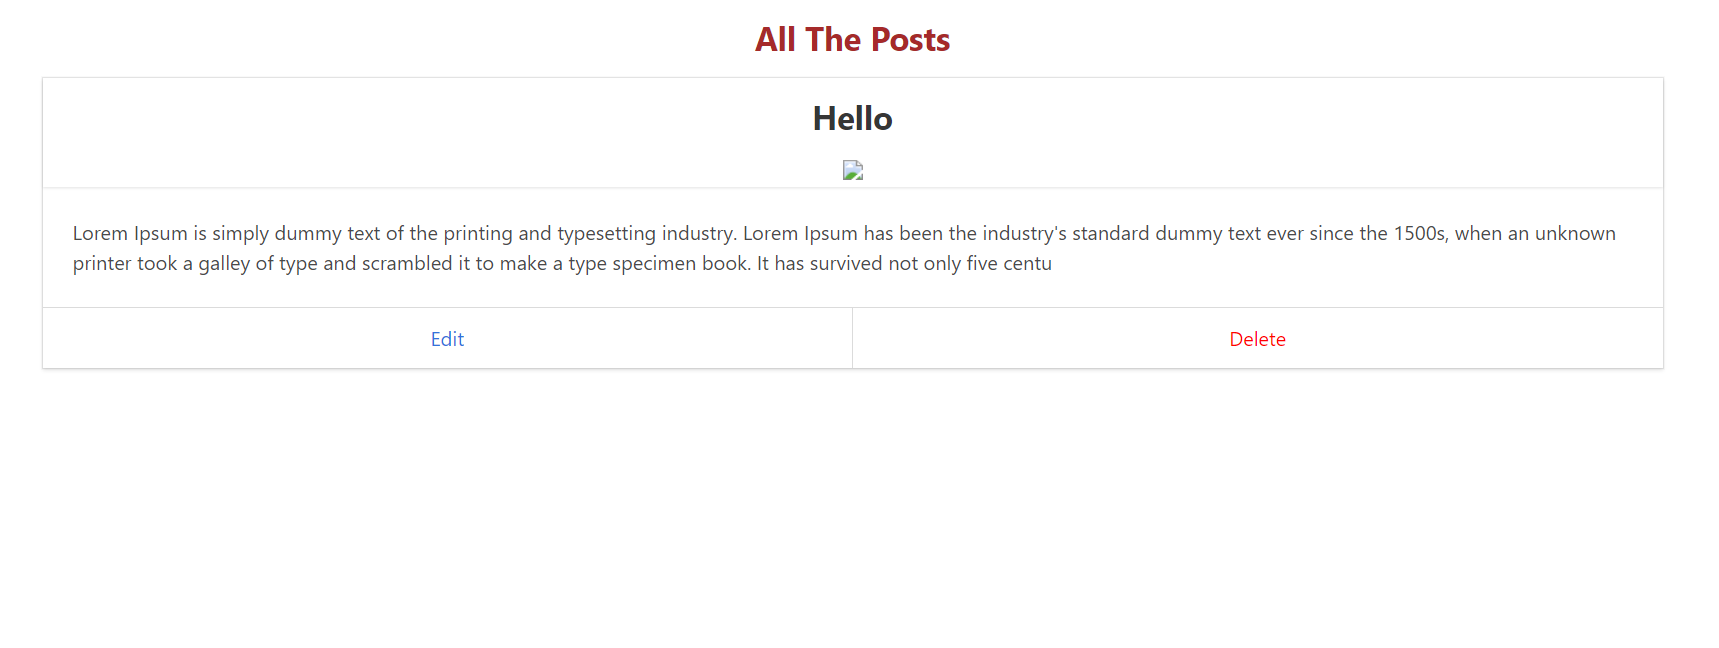 All The Posts
Hello
Lorem Ipsum is simply dummy text of the printing and typesetting industry. Lorem Ipsum has been the industry's standard dummy text ever since the 1500s, when an unknown
printer took a galley of type and scrambled it to make a type specimen book. It has survived not only five centu
Edit
Delete